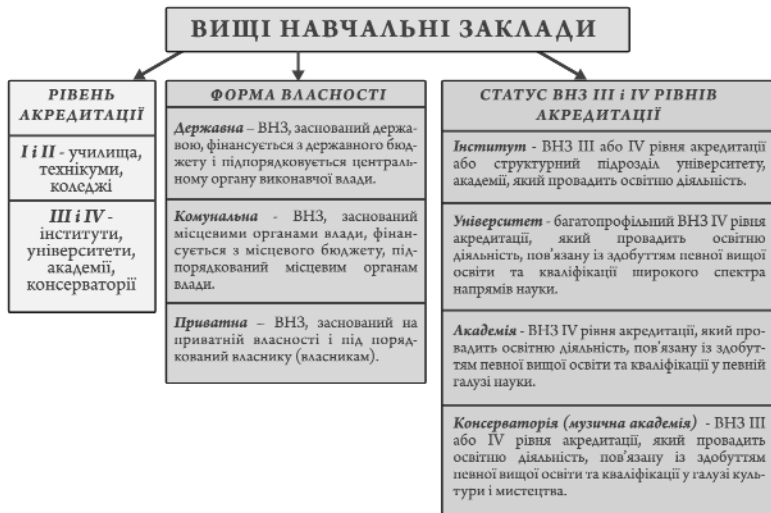 ВИЩІ НАВЧАЛЬНІ ЗАКЛАДИ
РІВЕНЬ
АКРЕДИТАЦІЇ
І і ІІ - училища,
технікуми,
коледжі
ІІІ і IV -
інститути,
університети,
академії,
консерваторії
ФОРМА ВЛАСНОСТІ
Державна – ВНЗ, заснований держа-
вою, фінансується з державного бюд-
жету і підпорядковується централь-
ному органу виконавчої влади.
Комунальна - ВНЗ, заснований
місцевими органами влади, фінан-
сується з місцевого бюджету, під-
порядкований місцевим органам
влади.
Приватна – ВНЗ, заснований на
приватній власності і під поряд-
кований власнику (власникам).
СТАТУС ВНЗ ІІІ і IV РІВНІВ
АКРЕДИТАЦІЇ
Інститут - ВНЗ ІІІ або IV рівня акредитації
або структурний підрозділ університету,
академії, який провадить освітню діяльність.
Університет - багатопрофільний ВНЗ IV рівня
акредитації, який провадить освітню
діяльність, пов’язану із здобуттям певної вищої
освіти та кваліфікації широкого спектра
напрямів науки.
Академія - ВНЗ IV рівня акредитації, який про-
вадить освітню діяльність, пов’язану із здобут-
тям певної вищої освіти та кваліфікації у певній
галузі науки.
Консерваторія (музична академія) - ВНЗ ІІІ
або IV рівня акредитації, який провадить
освітню діяльність, пов’язану із здобуттям
певної вищої освіти та кваліфікації у галузі куль-
тури і мистецтва.